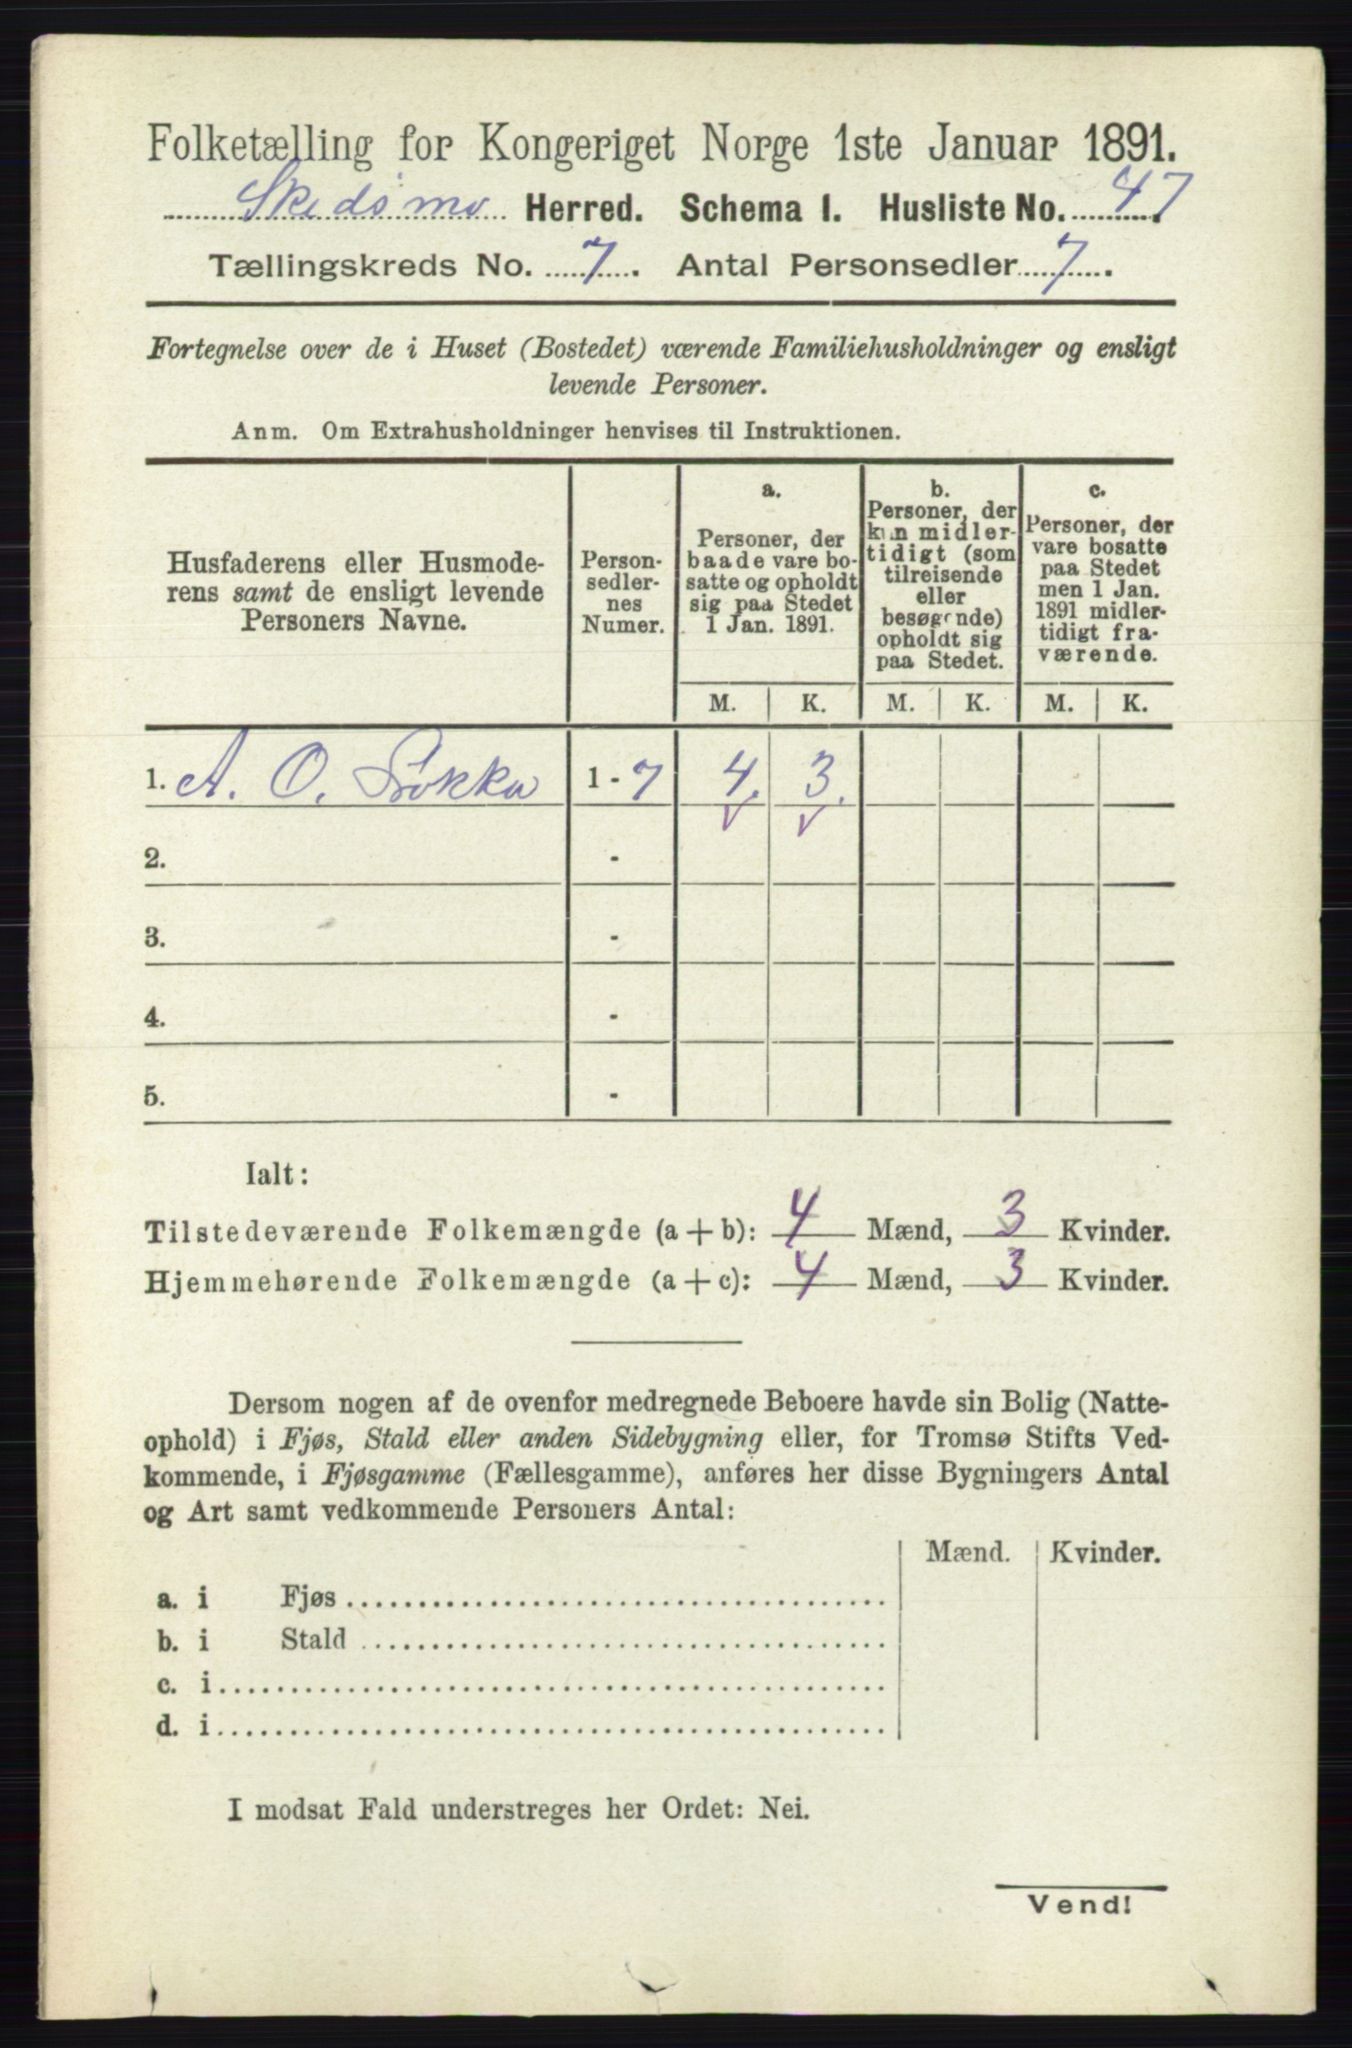 Folketælling for Kongeriget Norge 1ste Januar 1891.
Skedsmo Herred. Schema I. Husliste No. 47.
Tællingskreds No. 7. Antal Personsedler 7.
Fortegnelse over de i Huset (Bostedet) værende Familiehusholdninger og ensligt
levende Personer.
Anm. Om Extrahusholdninger henvises til Instruktionen.
Husfaderens eller Husmode-
rens samt de ensligt levende
Personers Navne.
Person-
sedler-
nes
Numer.
a.
Personer, der
baade vare bo-
satte og opholdt
sig paa Stedet
1 Jan. 1891.
b.
Personer, der
kun midler-
tidigt (som
tilreisende
eller
besøgende)
opholdt sig
paa Stedet.
c.
Personer, der
vare bosatte
paa Stedet
men 1 Jan.
1891 midler-
tidigt fra-
værende.
M. K. M. K. M. K.
1. A. O. 1 - 7 4. 3.
2. -
3. -
4. -
5. -
Ialt:
Tilstedeværende Folkemængde (a + b): 4 Mænd, 3 Kvinder.
Hjemmehørende Folkemængde (a + c): 4 Mænd, 3 Kvinder.
Dersom nogen af de ovenfor medregnede Beboere havde sin Bolig (Natte-
ophold) i Fjøs, Stald eller anden Sidebygning eller, for Tromsø Stifts Ved-
kommende, i Fjøsgamme (Fællesgamme), anføres her disse Bygningers Antal
og Art samt vedkommende Personers Antal:
Mænd. Kvinder.
a. i Fjøs
b. i Stald
c. i
d. i
I modsat Fald understreges her Ordet: Nei.
Vend!